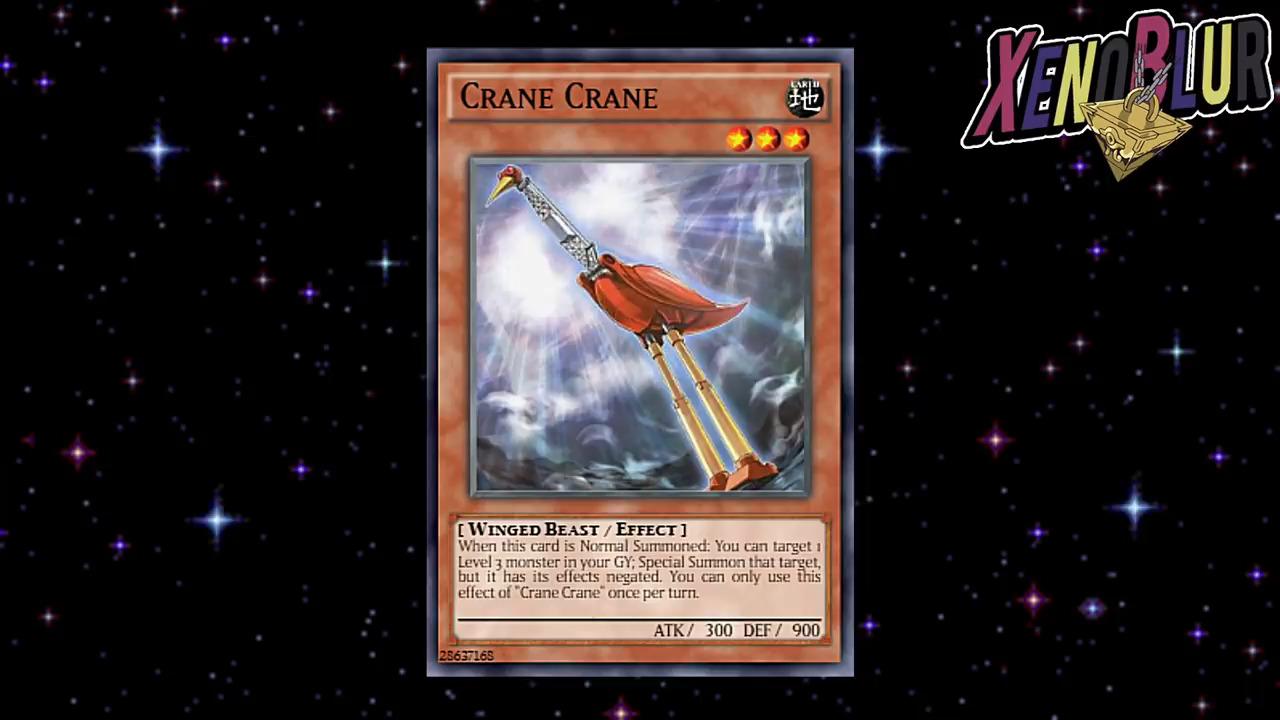 XENOBLUR
CRANE CRANE
EARTH
地
[ WINGED BEAST / EFFECT ]
When this card is Normal Summoned: You can target 1
Level 3 monster in your GY; Special Summon that target,
but it has its effects negated. You can only use this
effect of "Crane Crane" once per turn.
ATK/ 300 DEF/ 900
28637168